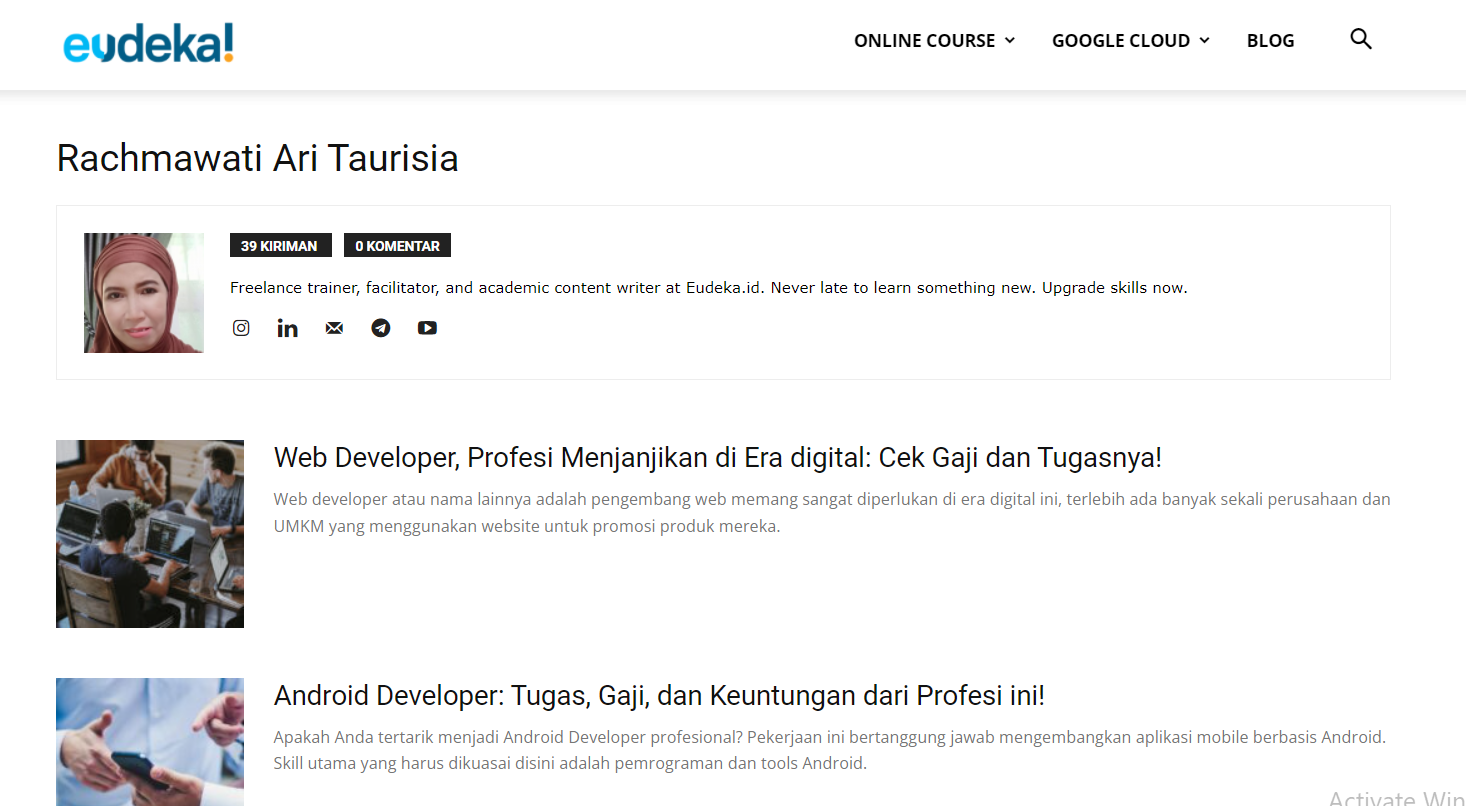 eudeka!
ONLINE COURSE
GOOGLE CLOUD
BLOG
Rachmawati Ari Taurisia
39 KIRIMAN
0 KOMENTAR
Freelance trainer, facilitator, and academic content writer at Eudeka.id. Never late to learn something new. Upgrade skills now.
Web Developer, Profesi Menjanjikan di Era digital: Cek Gaji dan Tugasnya!
Web developer atau nama lainnya adalah pengembang web memang sangat diperlukan di era digital ini, terlebih ada banyak sekali perusahaan dan
UMKM yang menggunakan website untuk promosi produk mereka.
Android Developer: Tugas, Gaji, dan Keuntungan dari Profesi ini!
Apakah Anda tertarik menjadi Android Developer profesional? Pekerjaan ini bertanggung jawab mengembangkan aplikasi mobile berbasis Android.
Skill utama yang harus dikuasai disini adalah pemrograman dan tools Android.
Activate Win